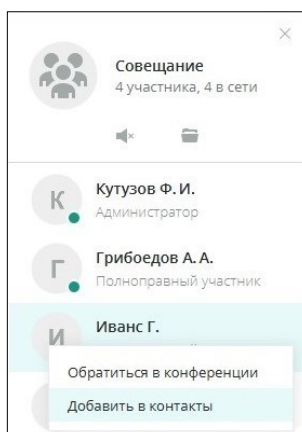 Совещание
4 участника, 4 в сети
К
Кутузов Ф. И.
Администратор
Г
Грибоедов А. А.
Полноправный участник
И
Иванс Г.
Обратиться в конференции
Добавить в контакты